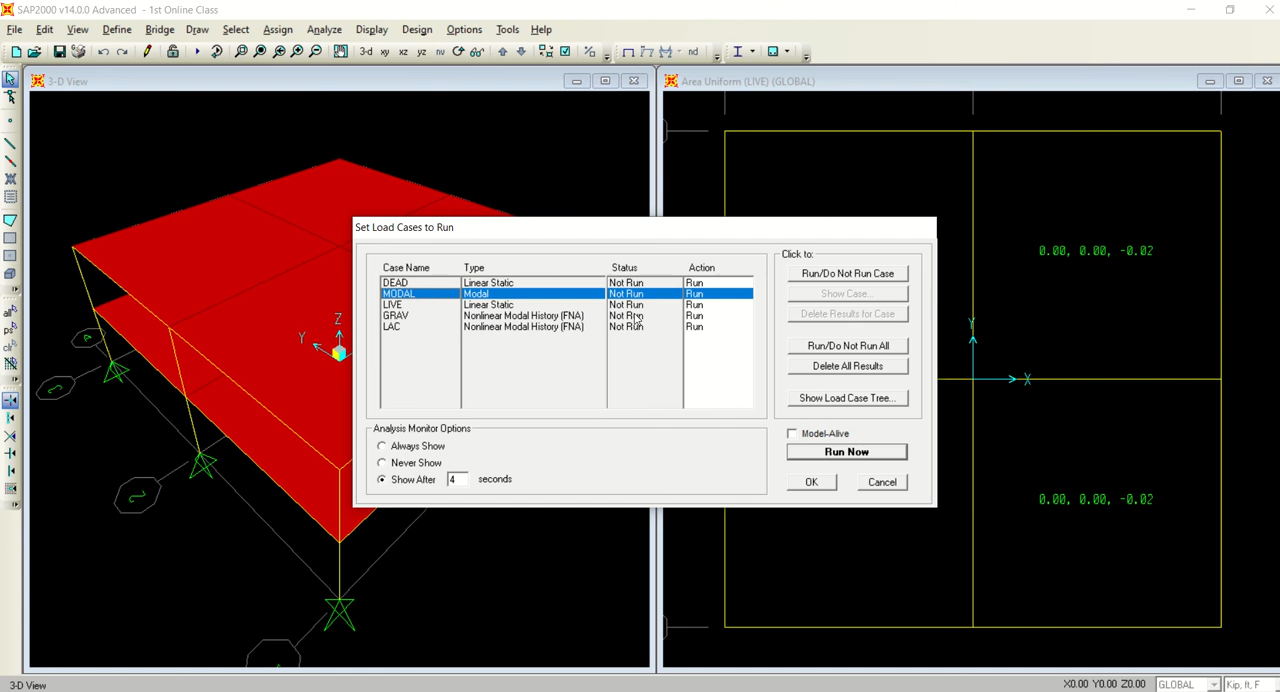 SAP2000 v14.0.0 Advanced - 1st Online Class
File Edit View Define Bridge Draw Select Assign Analyze Display Design Options Tools Help
3-d xy xz yz nv nd
3-D View
Area Uniform (LIVE) (GLOBAL)
Set Load Cases to Run
Case Name Type Status Action
DEAD Linear Static Not Run Run
MODAL Modal Not Run Run
LIVE Linear Static Not Run Run
GRAV Nonlinear Modal History (FNA) Not Run Run
LAC Nonlinear Modal History (FNA) Not Run Run
Click to:
Run/Do Not Run Case
Show Case...
Delete Results for Case
Run/Do Not Run All
Delete All Results
Show Load Case Tree...
Analysis Monitor Options
Always Show
Never Show
Show After 4 seconds
Model-Alive
Run Now
OK Cancel
Z
Y
0.00, 0.00, -0.02
Y
X
0.00, 0.00, -0.02
all
ps
clr
3-D View
X0.00 Y0.00 Z0.00
GLOBAL
Kip, ft, F